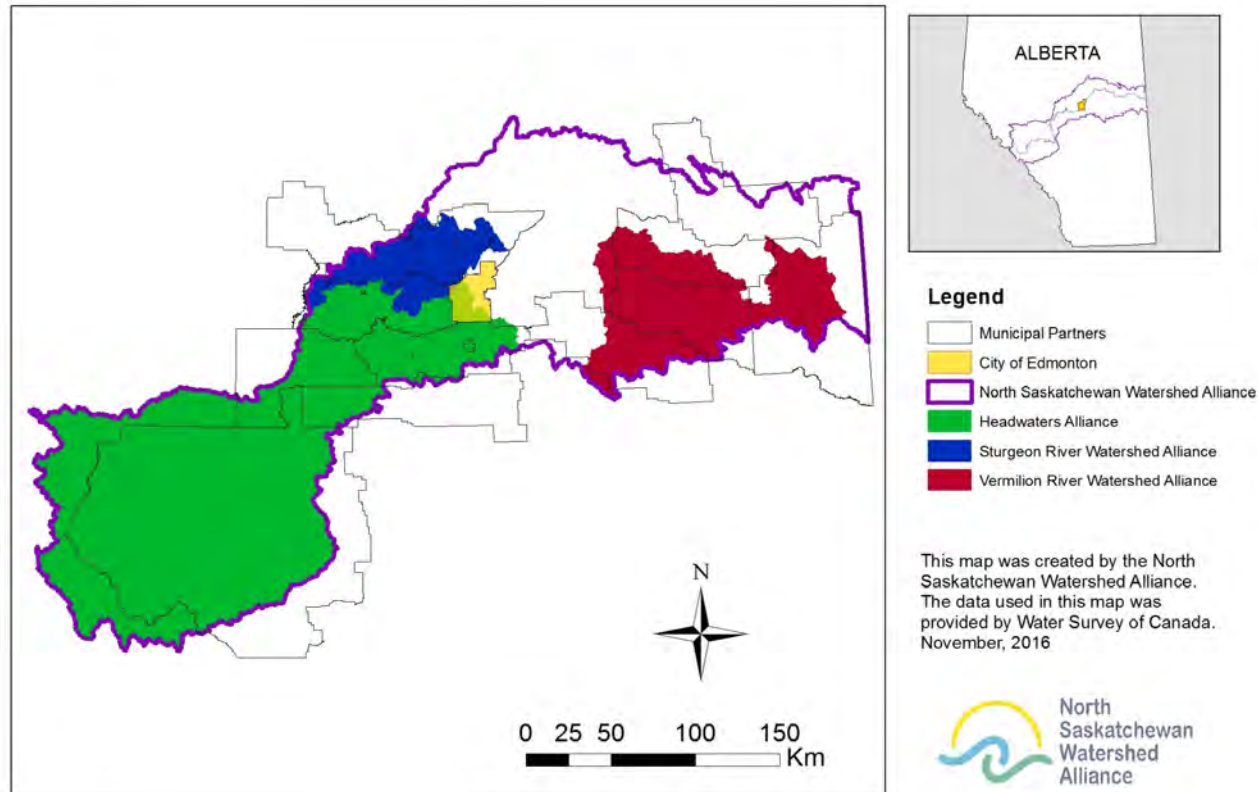 ALBERTA
Legend
Municipal Partners
City of Edmonton
North Saskatchewan Watershed Alliance
Headwaters Alliance
Sturgeon River Watershed Alliance
Vermilion River Watershed Alliance
This map was created by the North
Saskatchewan Watershed Alliance.
The data used in this map was
provided by Water Survey of Canada.
November, 2016
N
0 25 50 100 150
Km
North
Saskatchewan
Watershed
Alliance